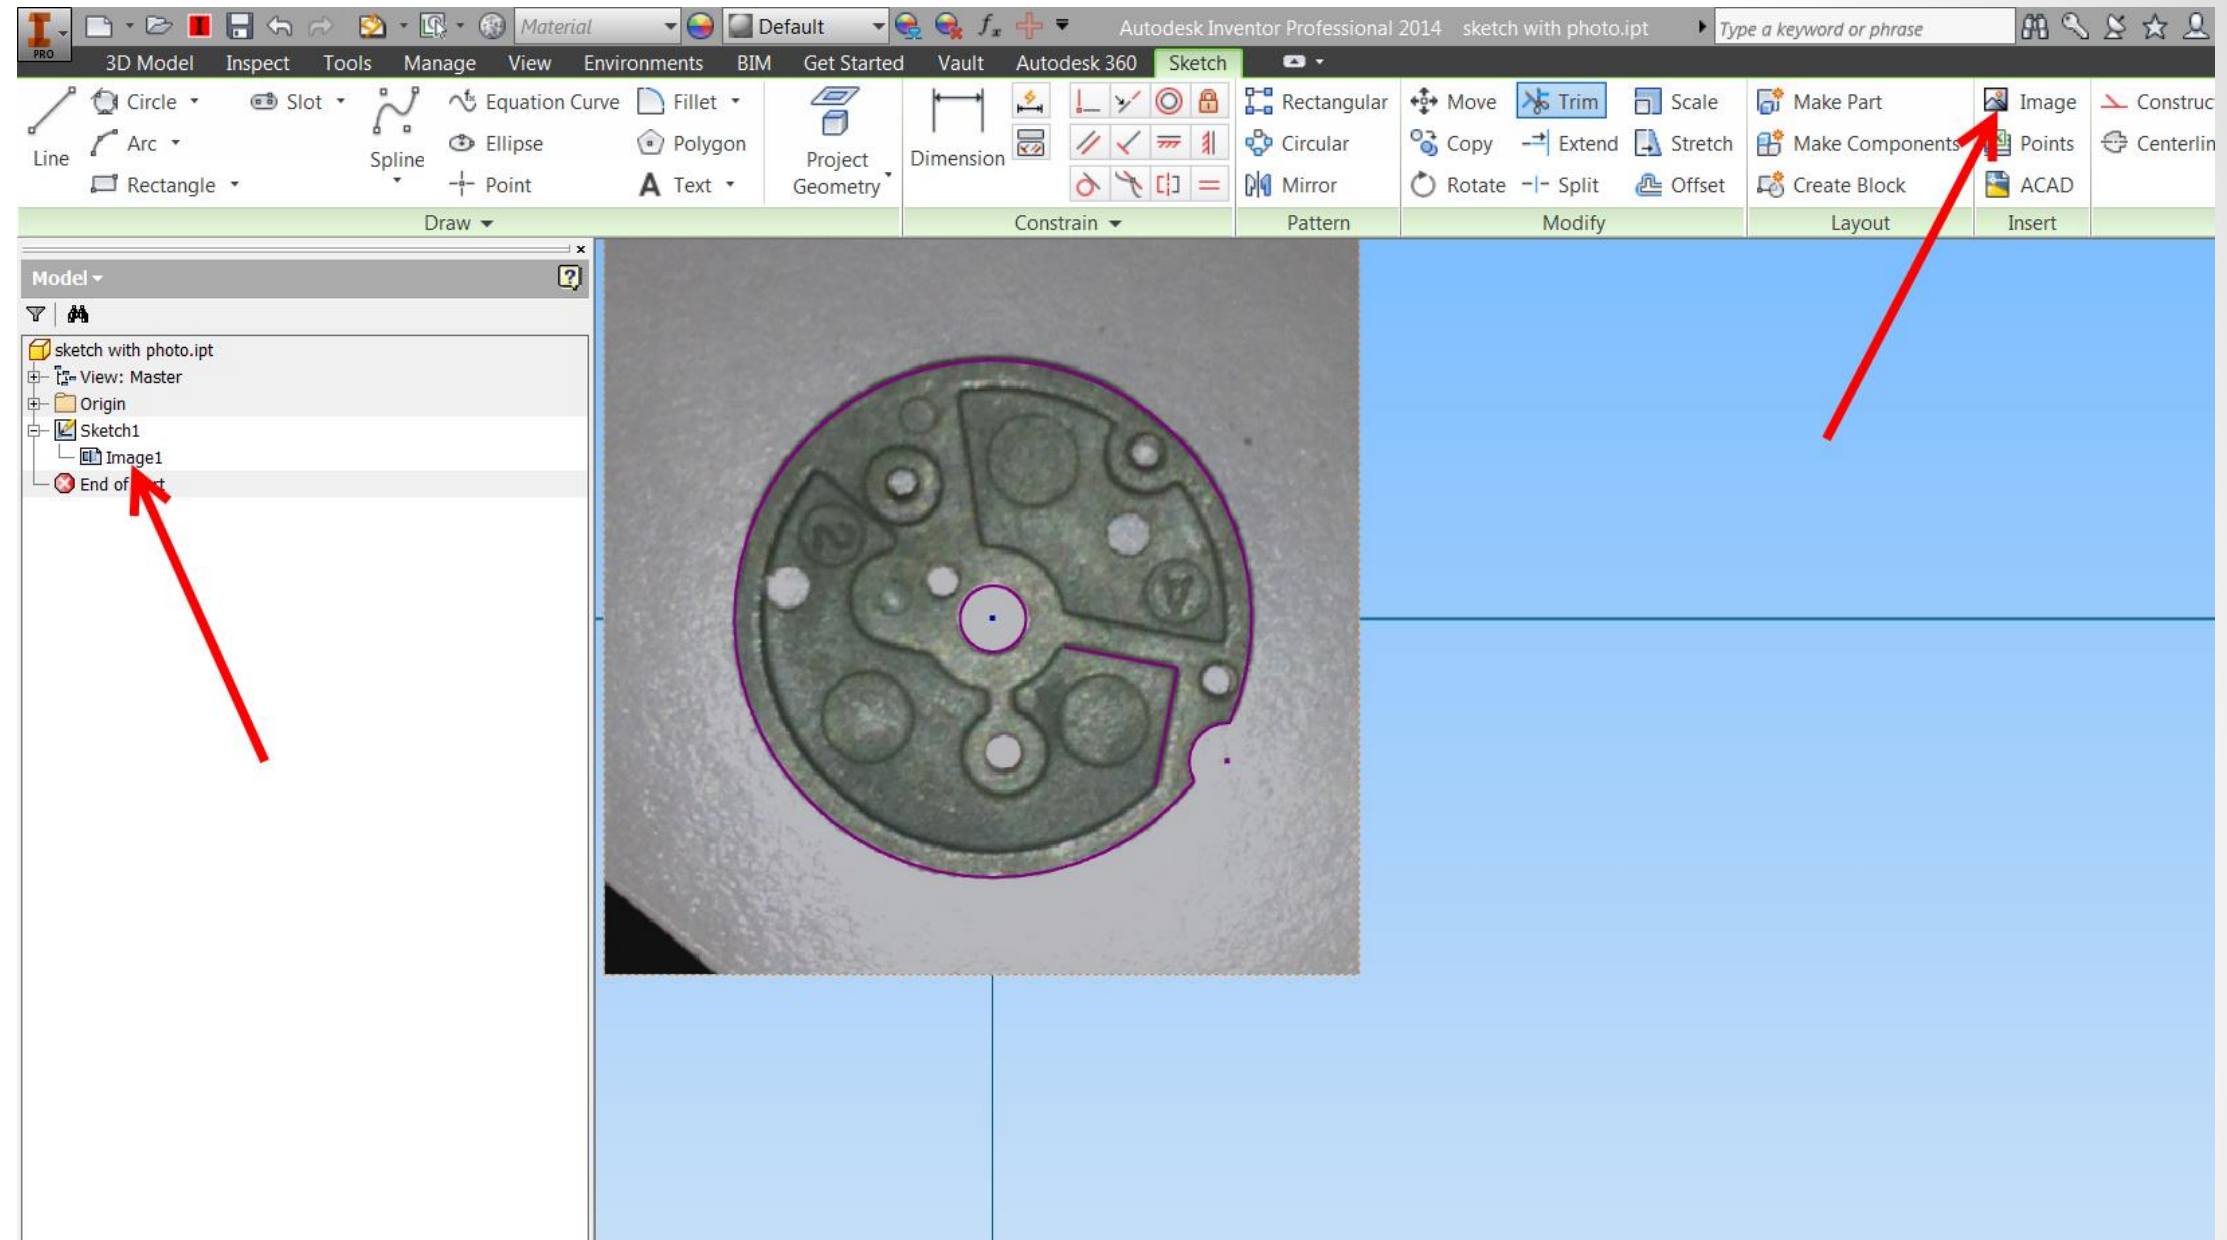 Material Default Autodesk Inventor Professional 2014 sketch with photo.ipt Type a keyword or phrase
PRO 3D Model Inspect Tools Manage View Environments BIM Get Started Vault Autodesk 360 Sketch
Circle Slot Equation Curve Fillet Rectangular Move Trim Scale Make Part Image Construc
Line Arc Spline Ellipse Polygon Project Geometry Dimension Circular Copy Extend Stretch Make Components Points Centerlin
Rectangle Point A Text Mirror Rotate Split Offset Create Block ACAD
Draw Constrain Pattern Modify Layout Insert
Model
sketch with photo.ipt
View: Master
Origin
Sketch1
Image1
End of
2
4